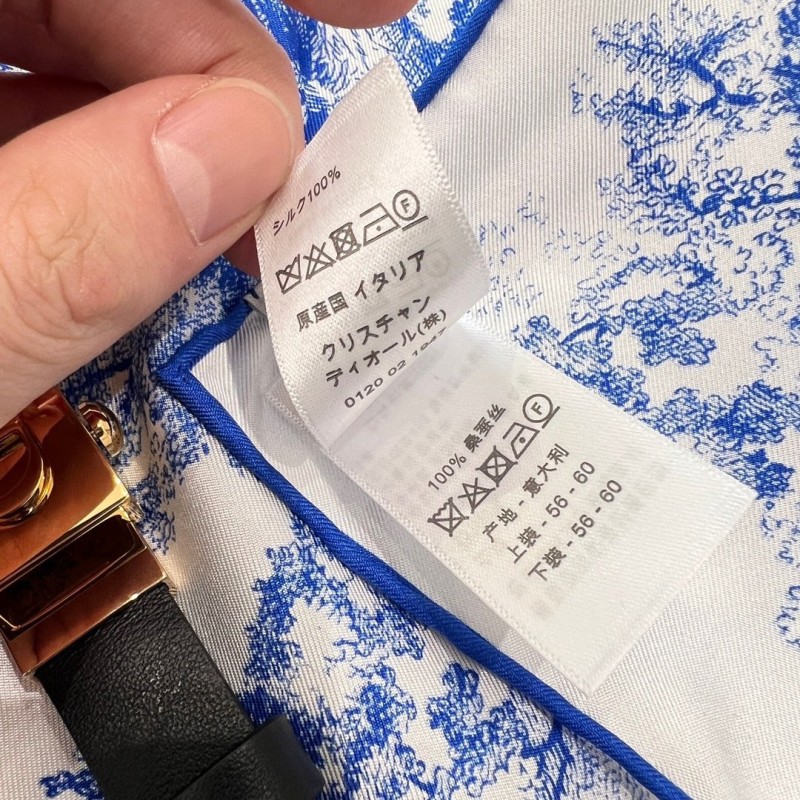 シルク100%
原産国 イタリア
クリスチャン
ディオール(株)
0120 02 1947
100% 桑蚕丝
产地 - 意大利
上装 - 56 - 60
下装 - 56 - 60